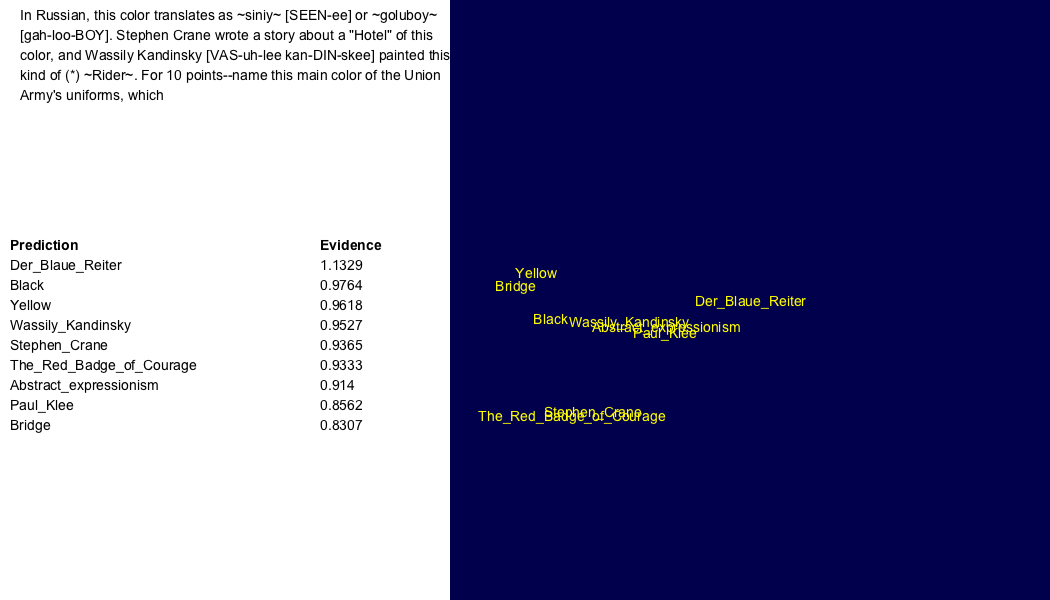 In Russian, this color translates as ~siniy~ [SEEN-ee] or ~goluboy~
[gah-loo-BOY]. Stephen Crane wrote a story about a "Hotel" of this
color, and Wassily Kandinsky [VAS-uh-lee kan-DIN-skee] painted this
kind of (*) ~Rider~. For 10 points--name this main color of the Union
Army's uniforms, which
Prediction Evidence
Der_Blaue_Reiter 1.1329
Black 0.9764
Yellow 0.9618
Wassily_Kandinsky 0.9527
Stephen_Crane 0.9365
The_Red_Badge_of_Courage 0.9333
Abstract_expressionism 0.914
Paul_Klee 0.8562
Bridge 0.8307
Yellow
Bridge
Der_Blaue_Reiter
Black
Wassily_Kandinsky
Abstract_expressionism
Paul_Klee
Stephen_Crane
The_Red_Badge_of_Courage